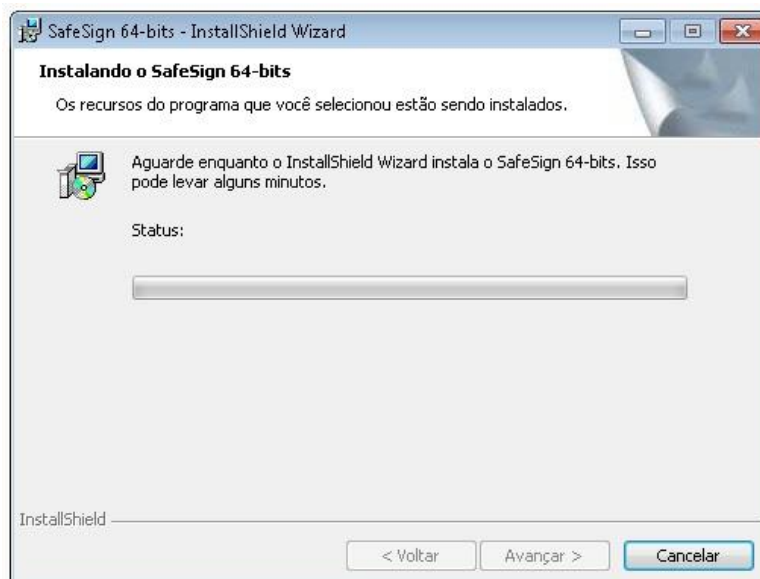 SafeSign 64-bits - InstallShield Wizard
Instalando o SafeSign 64-bits
Os recursos do programa que você selecionou estão sendo instalados.
Aguarde enquanto o InstallShield Wizard instala o SafeSign 64-bits. Isso
pode levar alguns minutos.
Status:
InstallShield
< Voltar
Avançar >
Cancelar